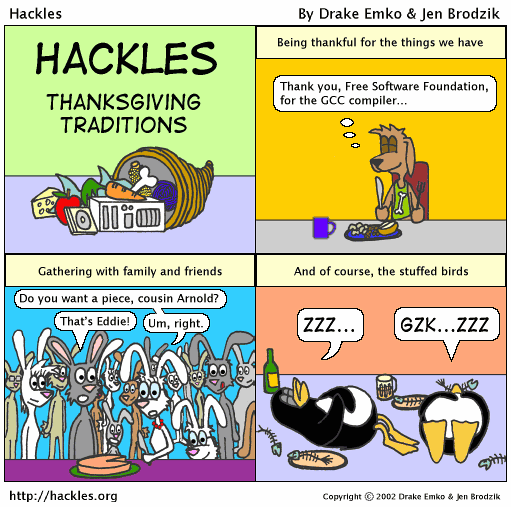 Hackles
By Drake Emko & Jen Brodzik
HACKLES
THANKSGIVING
TRADITIONS
Being thankful for the things we have
Thank you, Free Software Foundation,
for the GCC compiler...
Gathering with family and friends
Do you want a piece, cousin Arnold?
That's Eddie!
Um, right.
And of course, the stuffed birds
ZZZ...
GZK...ZZZ
http://hackles.org
Copyright © 2002 Drake Emko & Jen Brodzik